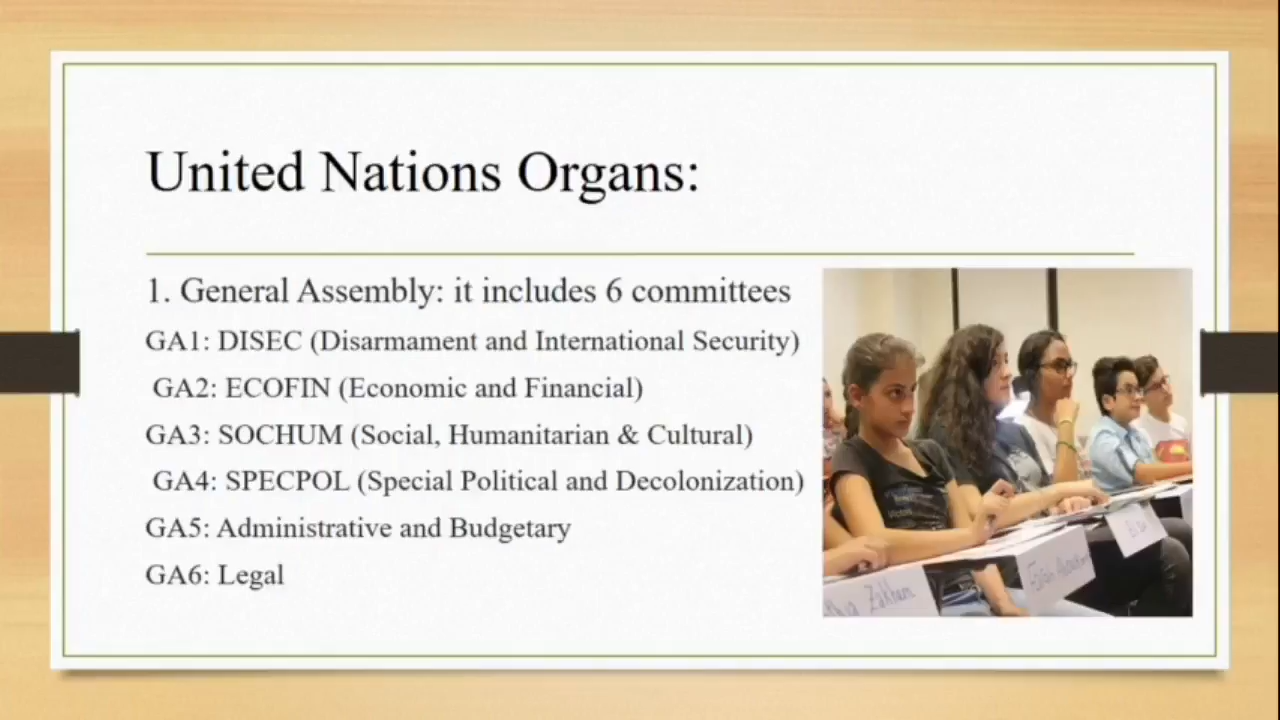 United Nations Organs:
1. General Assembly: it includes 6 committees
GA1: DISEC (Disarmament and International Security)
GA2: ECOFIN (Economic and Financial)
GA3: SOCHUM (Social, Humanitarian & Cultural)
GA4: SPECPOL (Special Political and Decolonization)
GA5: Administrative and Budgetary
GA6: Legal
Zakham